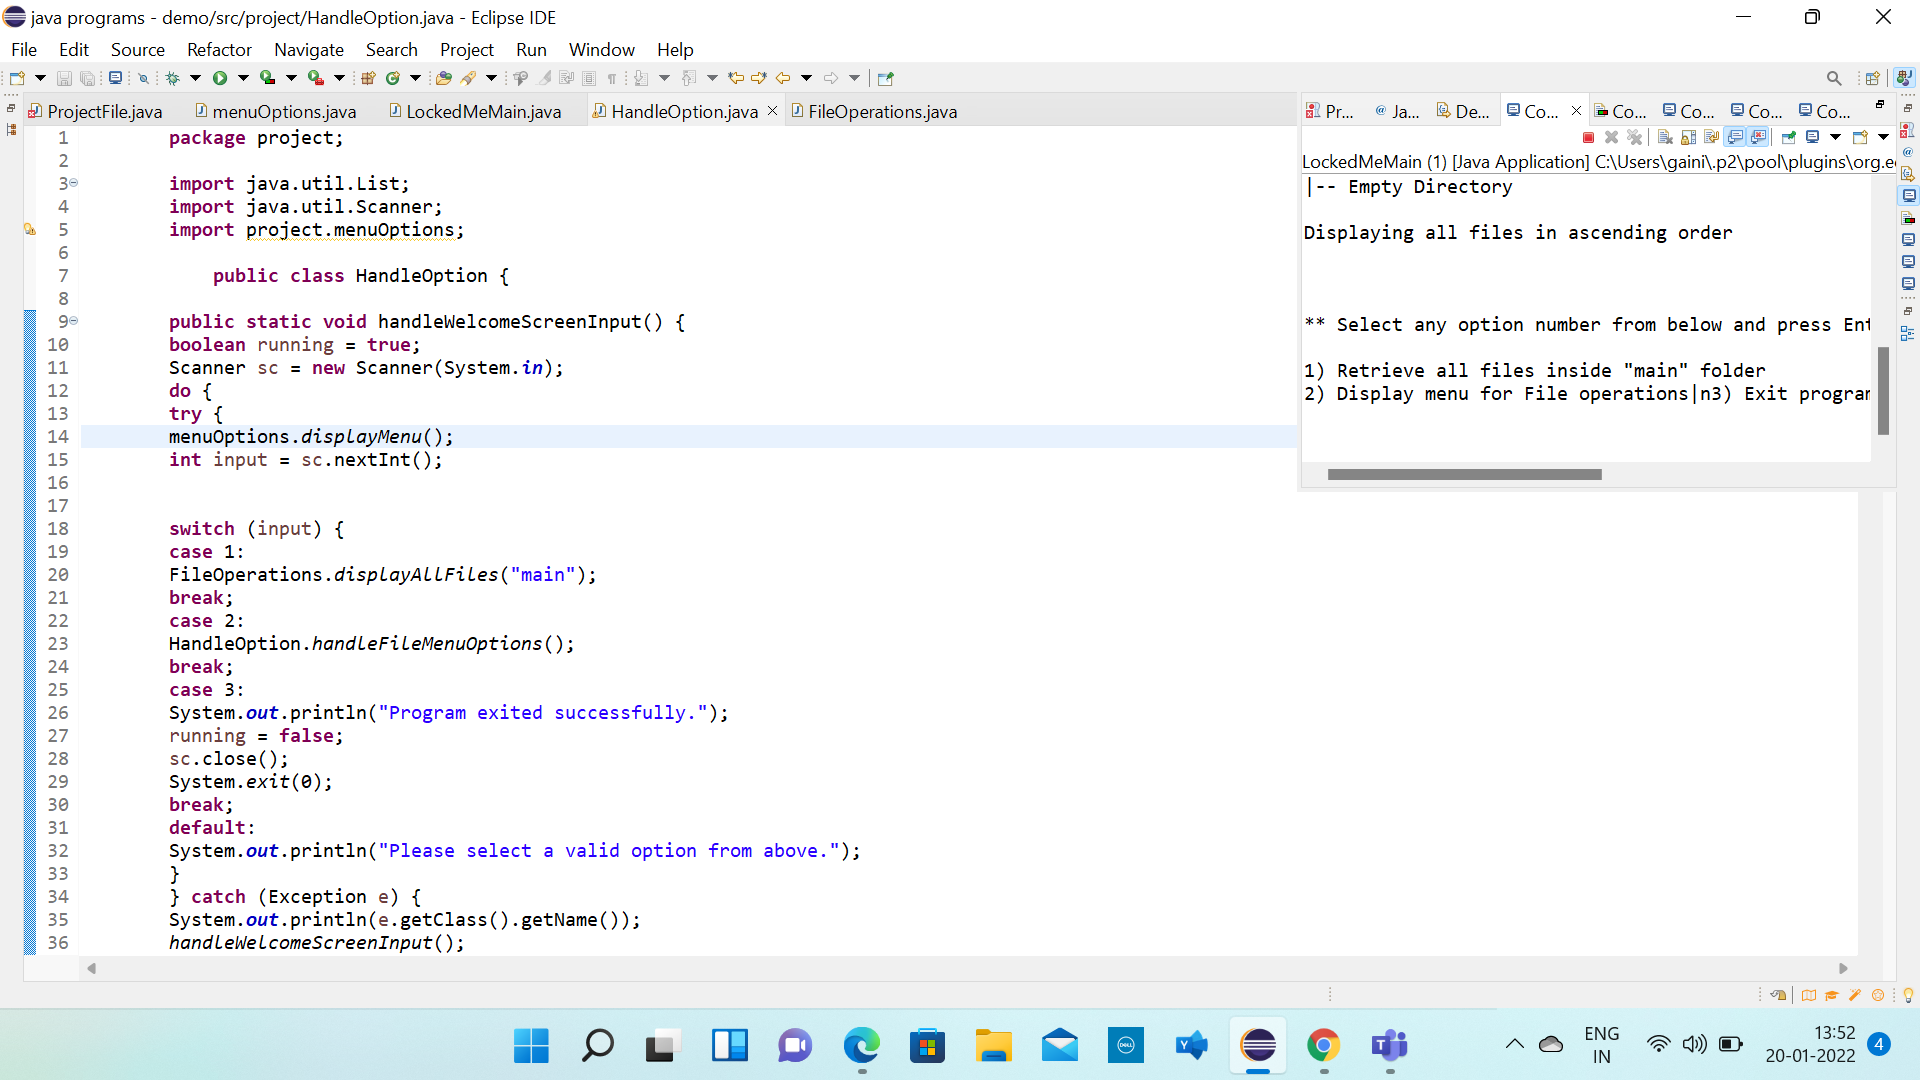 java programs - demo/src/project/HandleOption.java - Eclipse IDE
File Edit Source Refactor Navigate Search Project Run Window Help
ProjectFile.java menuOptions.java LockedMeMain.java HandleOption.java FileOperations.java
1 package project;
2
3 import java.util.List;
4 import java.util.Scanner;
5 import project.menuOptions;
6
7 public class HandleOption {
8
9 public static void handleWelcomeScreenInput() {
10 boolean running = true;
11 Scanner sc = new Scanner(System.in);
12 do {
13 try {
14 menuOptions.displayMenu();
15 int input = sc.nextInt();
16
17
18 switch (input) {
19 case 1:
20 FileOperations.displayAllFiles("main");
21 break;
22 case 2:
23 HandleOption.handleFileMenuOptions();
24 break;
25 case 3:
26 System.out.println("Program exited successfully.");
27 running = false;
28 sc.close();
29 System.exit(0);
30 break;
31 default:
32 System.out.println("Please select a valid option from above.");
33 }
34 } catch (Exception e) {
35 System.out.println(e.getClass().getName());
36 handleWelcomeScreenInput();
Pr... Ja... De... Co... Co... Co... Co... Co...
LockedMeMain (1) [Java Application] C:\Users\gaini\.p2\pool\plugins\org.e
|-- Empty Directory
Displaying all files in ascending order
** Select any option number from below and press Ent
1) Retrieve all files inside "main" folder
2) Display menu for File operations|n3) Exit program
DELL
ENG
IN
13:52
20-01-2022
4